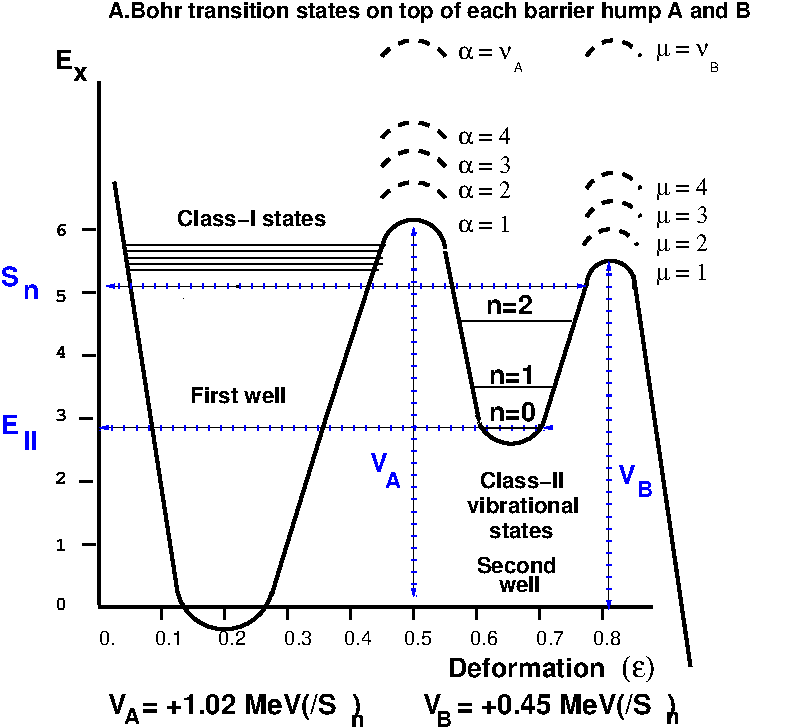 A.Bohr transition states on top of each barrier hump A and B
Ex
α = νA
μ = νB
α = 4
α = 3
α = 2
α = 1
μ = 4
μ = 3
μ = 2
μ = 1
Class−I states
6
Sn
5
n=2
4
n=1
First well
3
n=0
EII
VA
VB
2
Class−II
vibrational
states
1
Second
well
0
0. 0.1 0.2 0.3 0.4 0.5 0.6 0.7 0.8
Deformation (ε)
VA = +1.02 MeV(/Sn) VB = +0.45 MeV(/Sn)